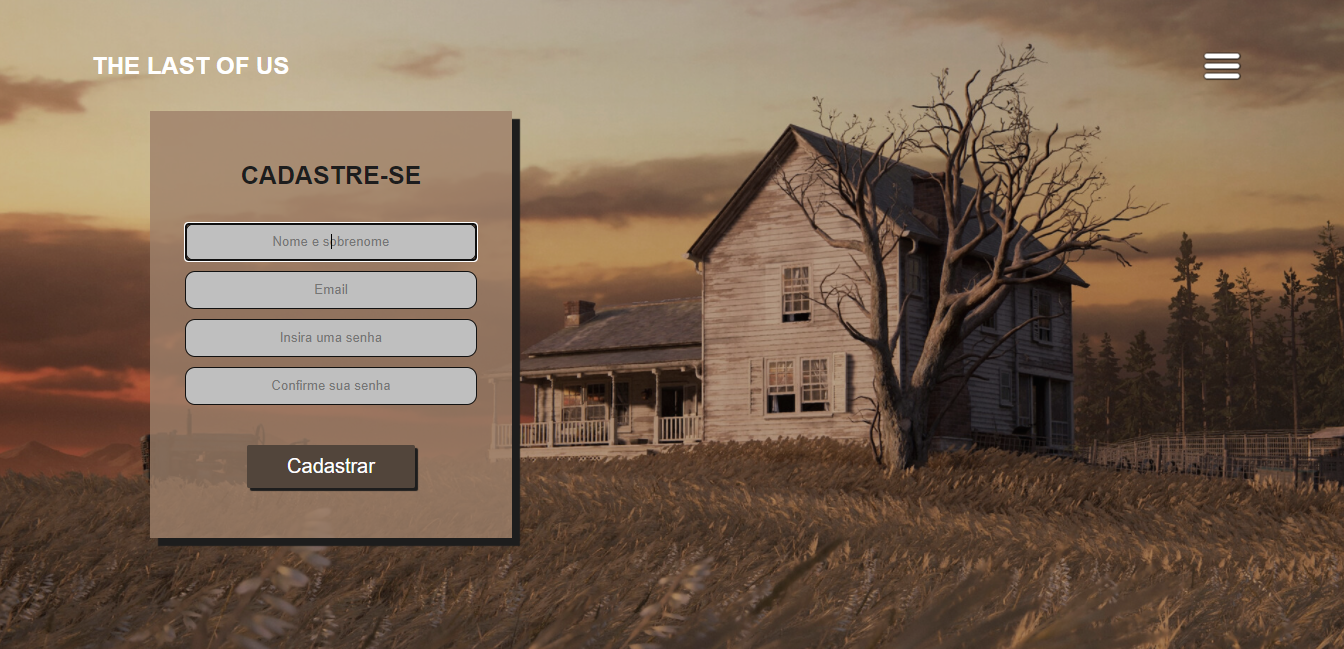 THE LAST OF US
CADASTRE-SE
Nome e sobrenome
Email
Insira uma senha
Confirme sua senha
Cadastrar